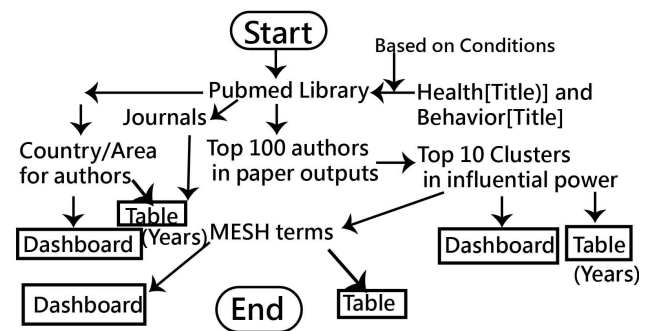 Start
Based on Conditions
Pubmed Library
Health[Title)] and
Behavior[Title]
Journals
Country/Area
for authors
Top 100 authors
in paper outputs
Top 10 Clusters
in influential power
Table
(Years)
Dashboard
MESH terms
Dashboard
Table
(Years)
Dashboard
End
Table